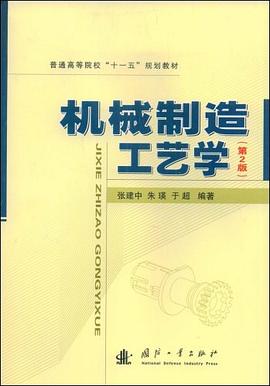 普通高等院校“十一五”规划教材
机械制造
工艺学
(第2版)
JIXIE ZHIZAO GONGYIXUE
张建中 朱瑛 于超 编著
国防工业出版社
National Defense Industry Press